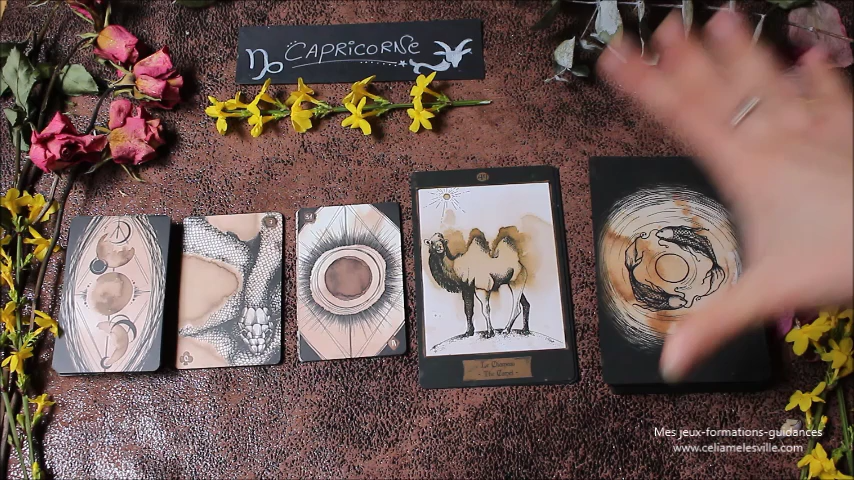 CAPRICORNE
Le Chameau
The Camel
Mes jeux-formations-guidances
www.celiamelesville.com